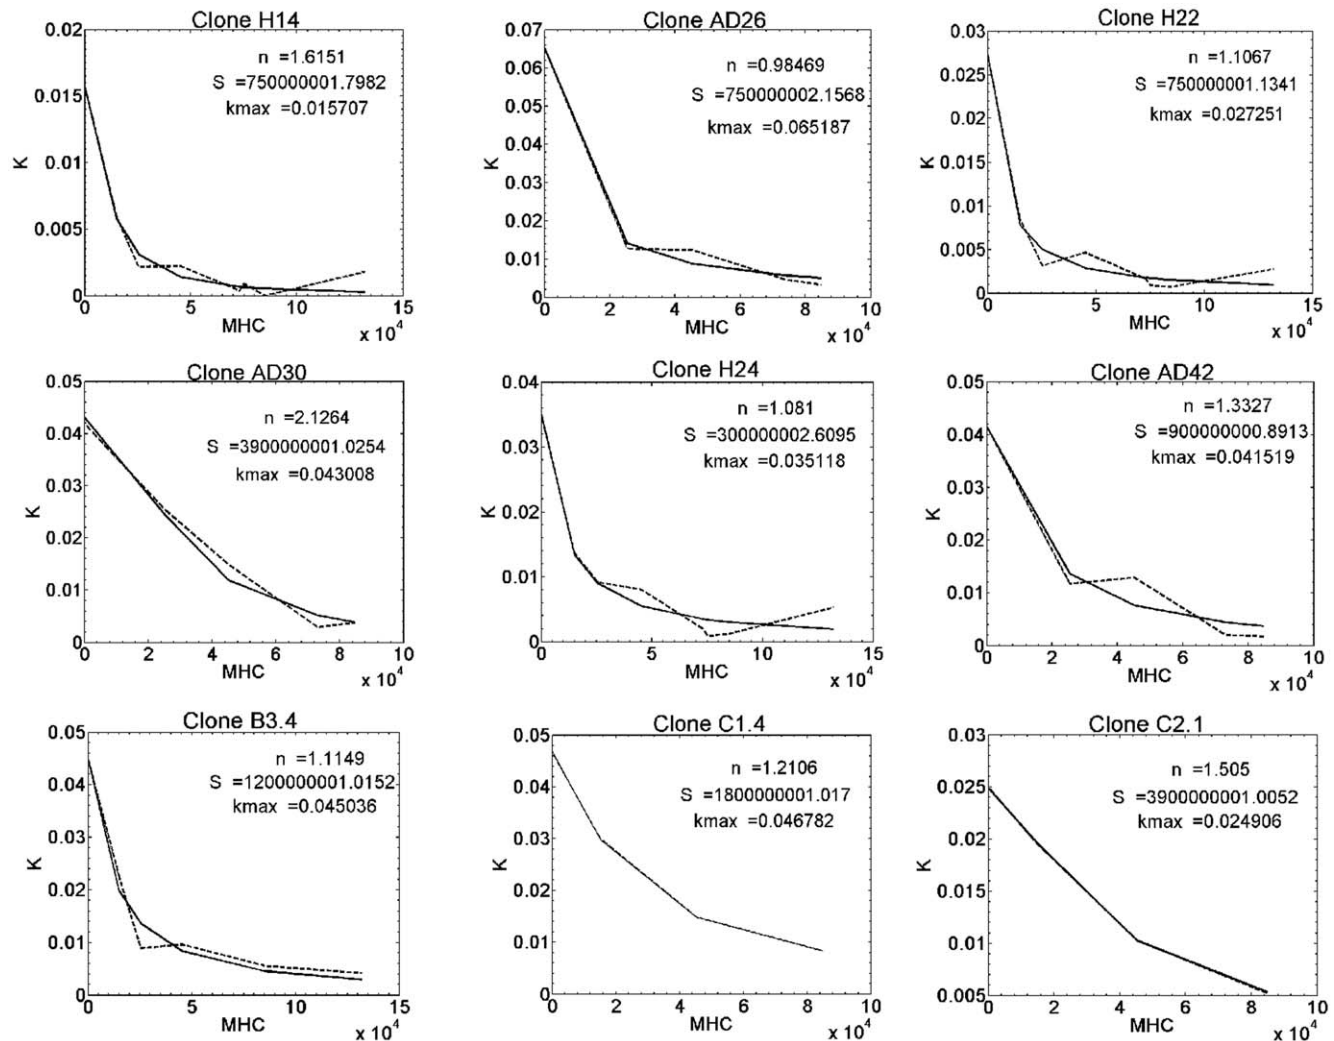 Clone H14
n =1.6151
S =750000001.7982
kmax =0.015707
K
0.02
0.015
0.01
0.005
0
0 5 10 15
MHC
x 10^4
Clone AD26
n =0.98469
S =750000002.1568
kmax =0.065187
K
0.07
0.06
0.05
0.04
0.03
0.02
0.01
0
0 2 4 6 8 10
MHC
x 10^4
Clone H22
n =1.1067
S =750000001.1341
kmax =0.027251
K
0.03
0.025
0.02
0.015
0.01
0.005
0
0 5 10 15
MHC
x 10^4
Clone AD30
n =2.1264
S =3900000001.0254
kmax =0.043008
K
0.05
0.04
0.03
0.02
0.01
0
0 2 4 6 8 10
MHC
x 10^4
Clone H24
n =1.081
S =300000002.6095
kmax =0.035118
K
0.04
0.03
0.02
0.01
0
0 5 10 15
MHC
x 10^4
Clone AD42
n =1.3327
S =900000000.8913
kmax =0.041519
K
0.05
0.04
0.03
0.02
0.01
0
0 2 4 6 8 10
MHC
x 10^4
Clone B3.4
n =1.1149
S =1200000001.0152
kmax =0.045036
K
0.05
0.04
0.03
0.02
0.01
0
0 5 10 15
MHC
x 10^4
Clone C1.4
n =1.2106
S =1800000001.017
kmax =0.046782
K
0.05
0.04
0.03
0.02
0.01
0
0 2 4 6 8 10
MHC
x 10^4
Clone C2.1
n =1.505
S =3900000001.0052
kmax =0.024906
K
0.03
0.025
0.02
0.015
0.01
0.005
0 2 4 6 8 10
MHC
x 10^4